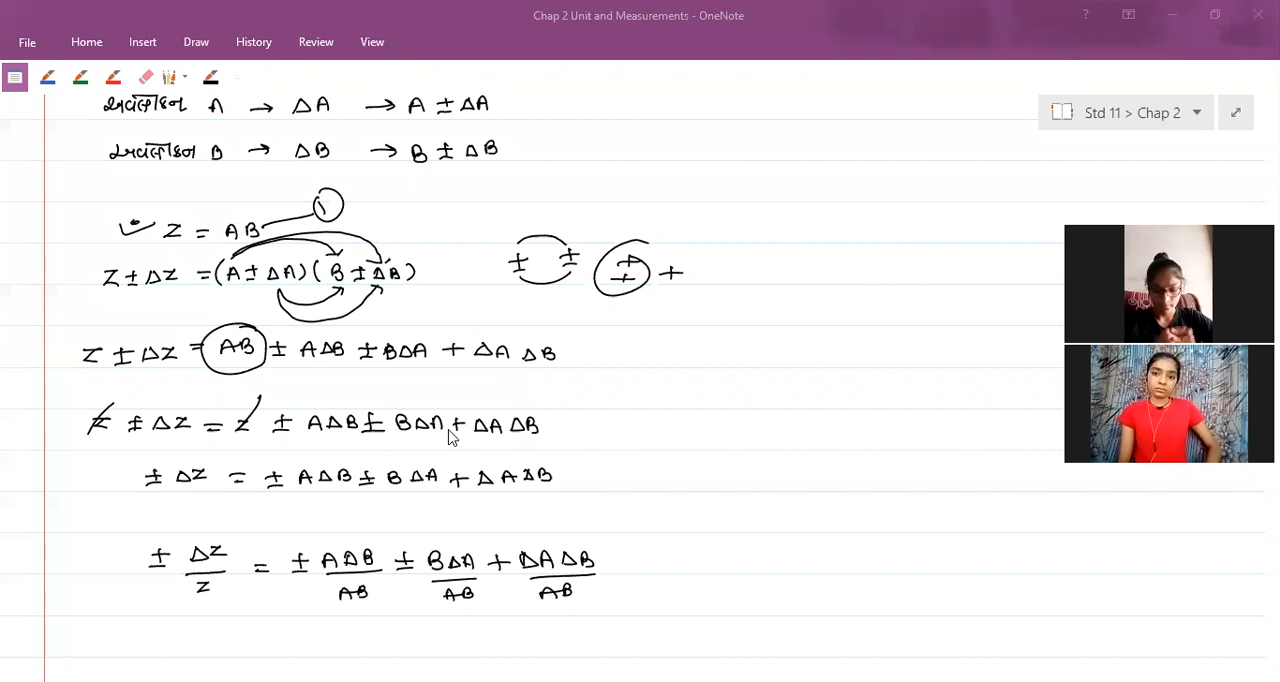 Chap 2 Unit and Measurements - OneNote
File Home Insert Draw History Review View
Std 11 > Chap 2
અવલોકન A → ΔA → A ± ΔA
અવલોકન B → ΔB → B ± ΔB
Z = AB 1
Z ± ΔZ = (A ± ΔA) (B ± ΔB) ± ± ± +
Z ± ΔZ = AB ± AΔB ± BΔA + ΔA ΔB
Z ± ΔZ = Z ± AΔB ± BΔA + ΔA ΔB
± ΔZ = ± AΔB ± BΔA + ΔAΔB
± ΔZ/Z = ± AΔB/AB ± BΔA/AB + ΔAΔB/AB